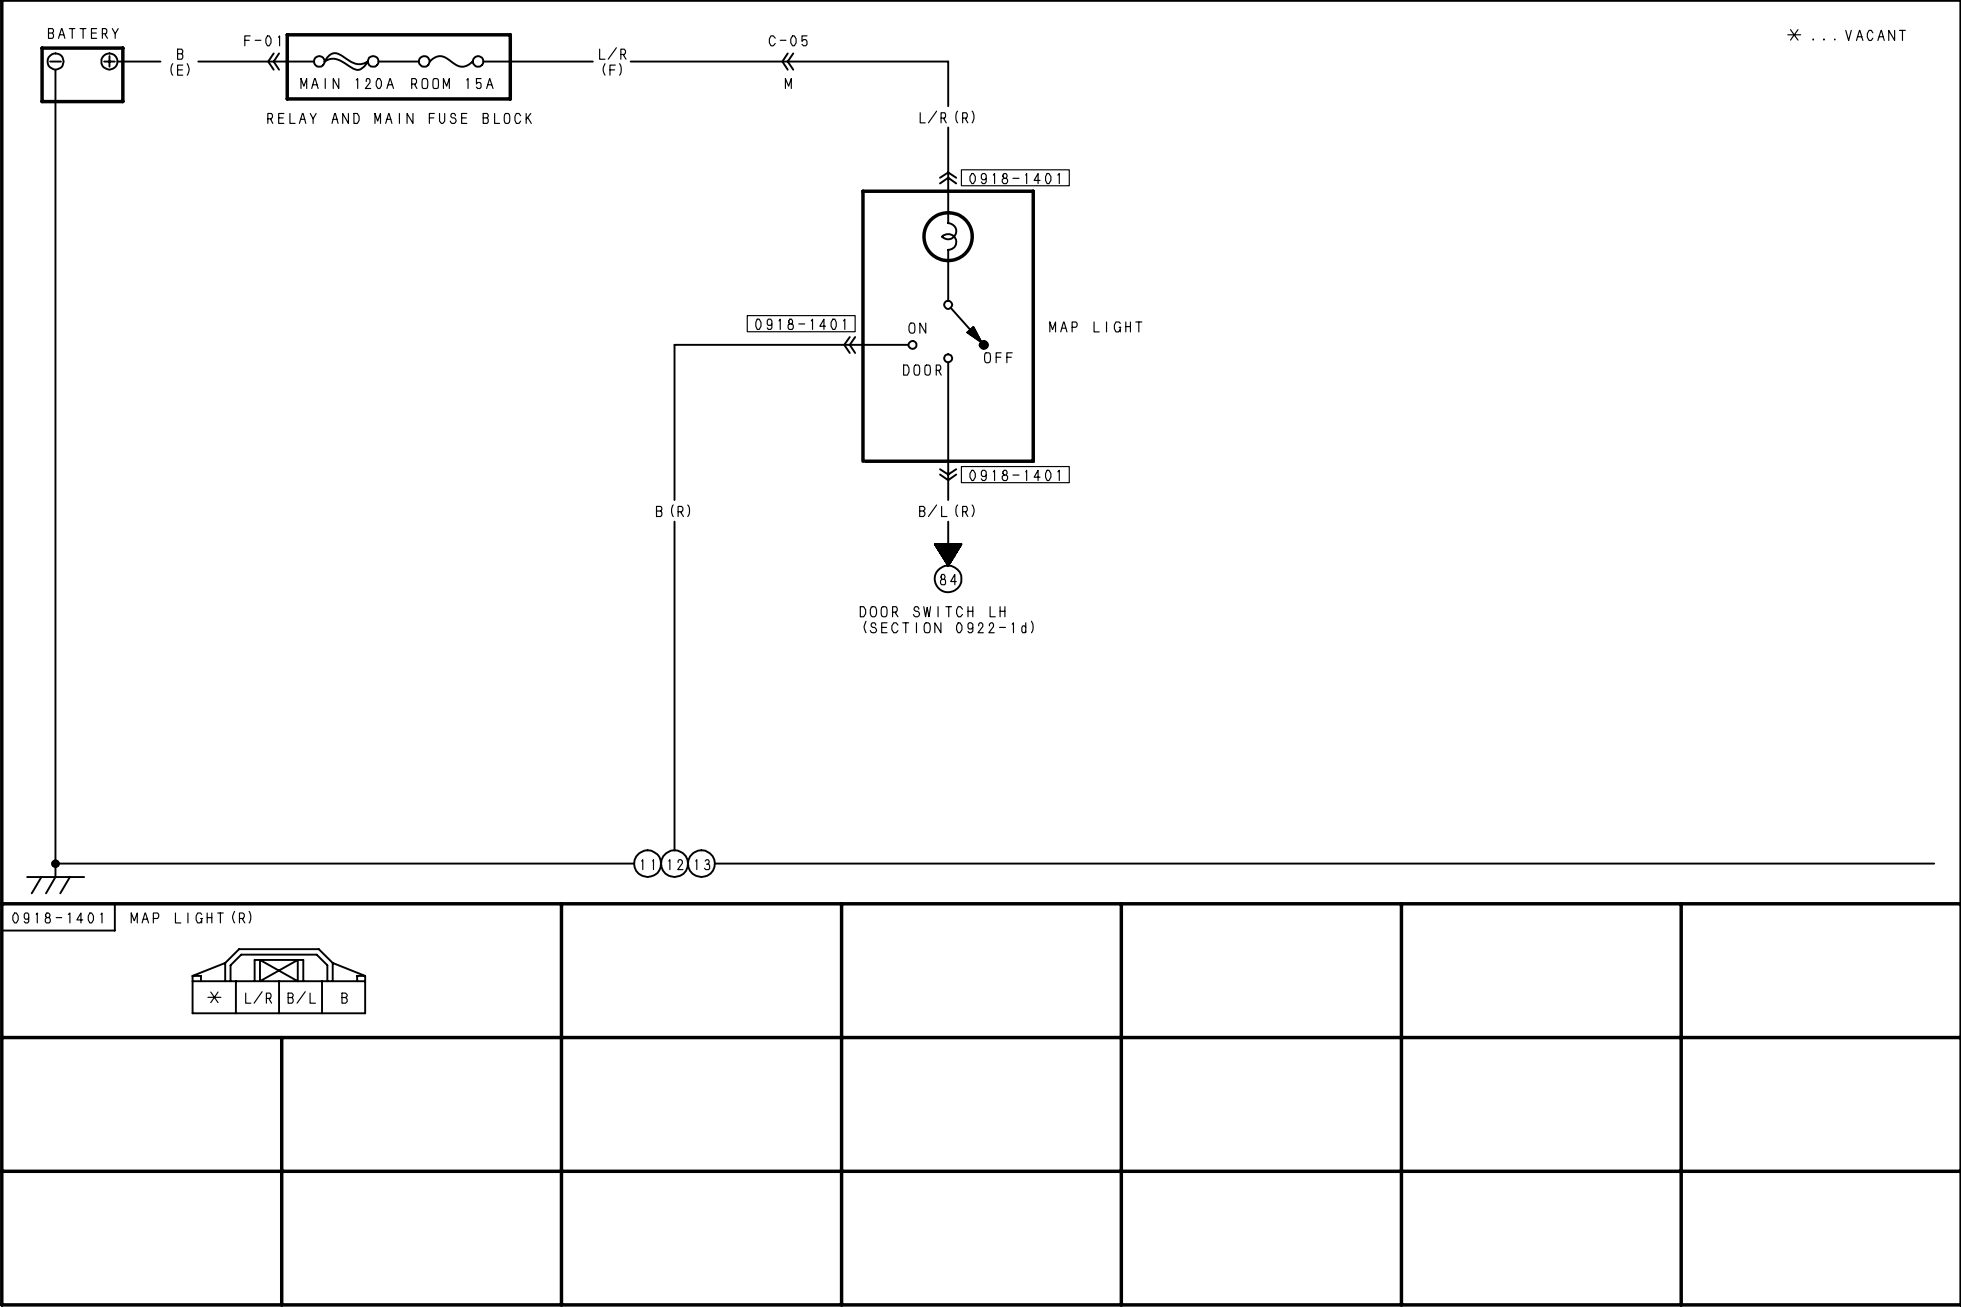 BATTERY
B
(E)
F-01
MAIN 120A ROOM 15A
RELAY AND MAIN FUSE BLOCK
L/R
(F)
C-05
M
* ... VACANT
L/R(R)
0918-1401
0918-1401
ON
OFF
DOOR
MAP LIGHT
0918-1401
B(R)
B/L(R)
84
DOOR SWITCH LH
(SECTION 0922-1d)
11 12 13
0918-1401 MAP LIGHT(R)
* L/R B/L B